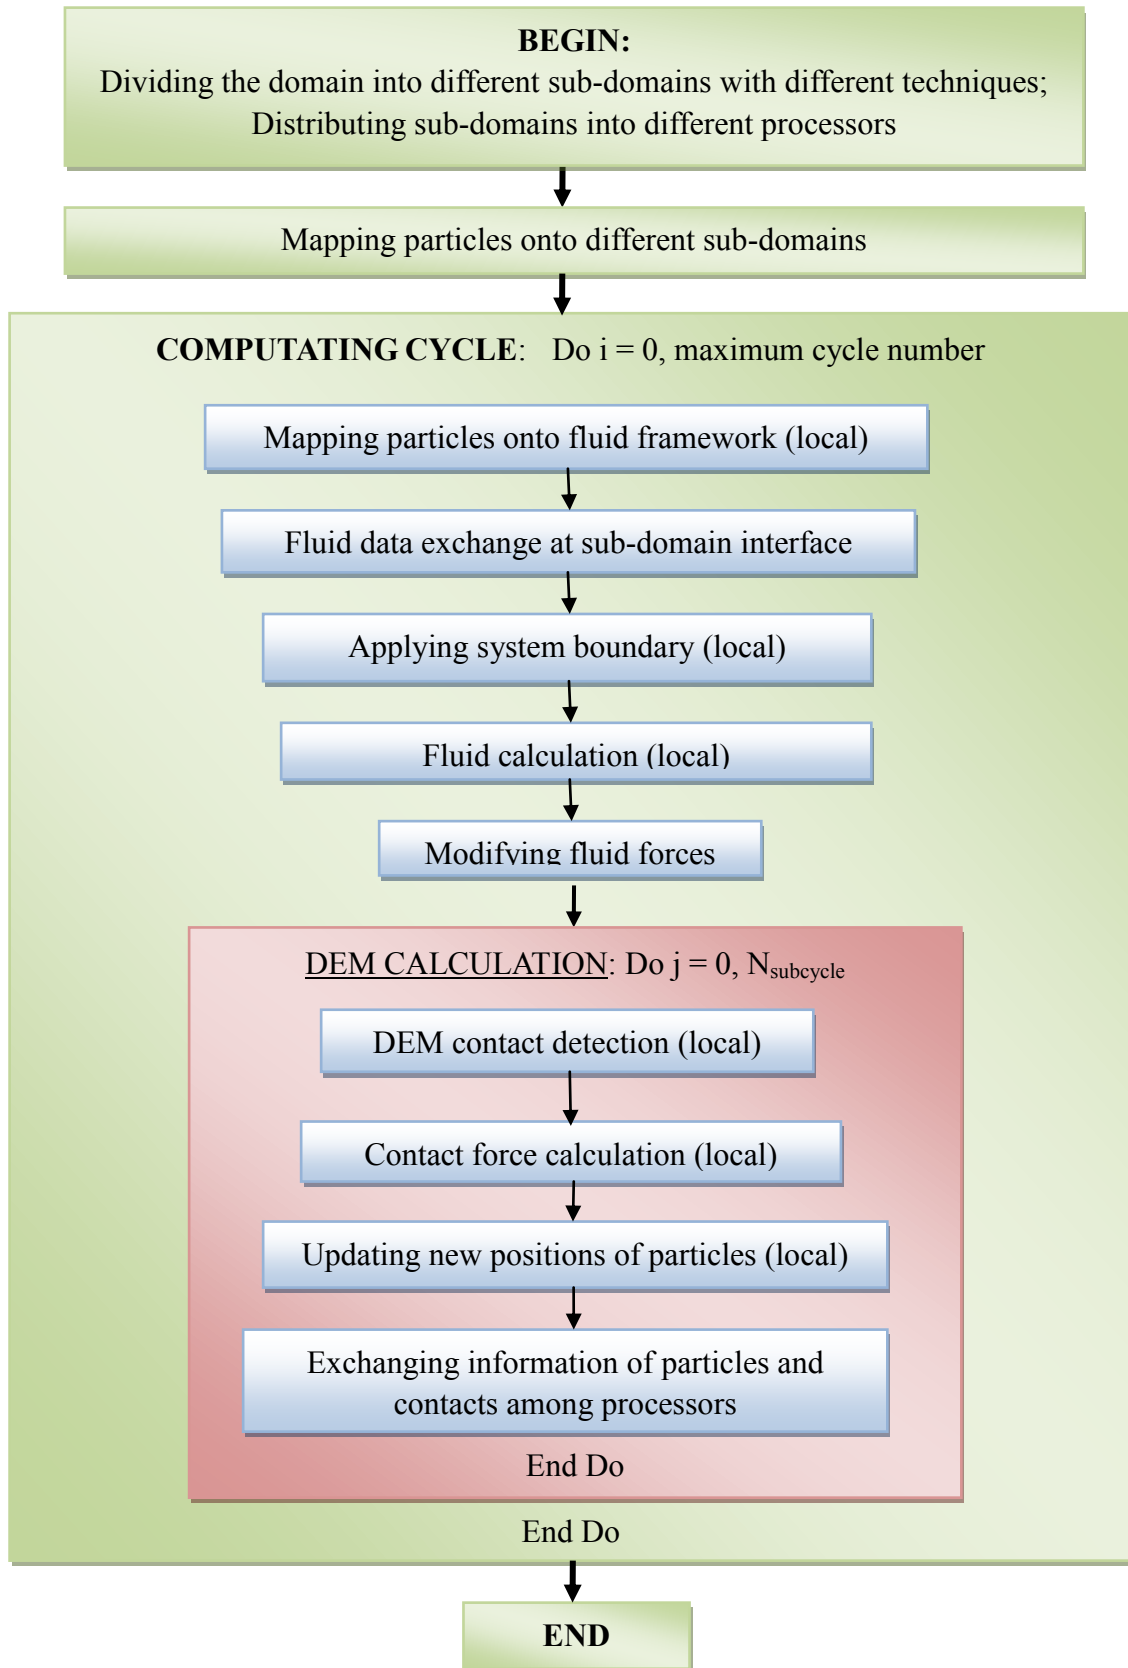 BEGIN:
Dividing the domain into different sub-domains with different techniques;
Distributing sub-domains into different processors
Mapping particles onto different sub-domains
COMPUTATING CYCLE: Do i = 0, maximum cycle number
Mapping particles onto fluid framework (local)
Fluid data exchange at sub-domain interface
Applying system boundary (local)
Fluid calculation (local)
Modifying fluid forces
DEM CALCULATION: Do j = 0, Nsubcycle
DEM contact detection (local)
Contact force calculation (local)
Updating new positions of particles (local)
Exchanging information of particles and
contacts among processors
End Do
End Do
END